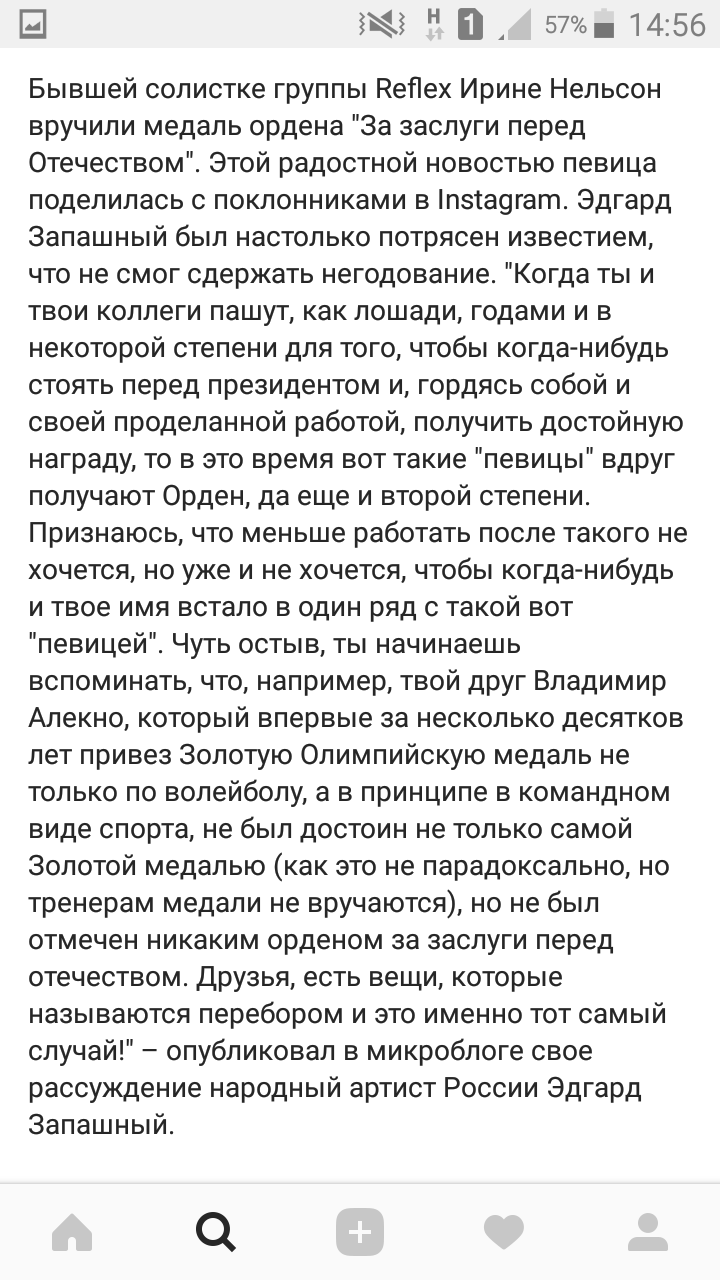 H 1 57% 14:56
Бывшей солистке группы Reflex Ирине Нельсон
вручили медаль ордена "За заслуги перед
Отечеством". Этой радостной новостью певица
поделилась с поклонниками в Instagram. Эдгард
Запашный был настолько потрясен известием,
что не смог сдержать негодование. "Когда ты и
твои коллеги пашут, как лошади, годами и в
некоторой степени для того, чтобы когда-нибудь
стоять перед президентом и, гордясь собой и
своей проделанной работой, получить достойную
награду, то в это время вот такие "певицы" вдруг
получают Орден, да еще и второй степени.
Признаюсь, что меньше работать после такого не
хочется, но уже и не хочется, чтобы когда-нибудь
и твое имя встало в один ряд с такой вот
"певицей". Чуть остыв, ты начинаешь
вспоминать, что, например, твой друг Владимир
Алекно, который впервые за несколько десятков
лет привез Золотую Олимпийскую медаль не
только по волейболу, а в принципе в командном
виде спорта, не был достоин не только самой
Золотой медалью (как это не парадоксально, но
тренерам медали не вручаются), но не был
отмечен никаким орденом за заслуги перед
отечеством. Друзья, есть вещи, которые
называются перебором и это именно тот самый
случай!" – опубликовал в микроблоге свое
рассуждение народный артист России Эдгард
Запашный.